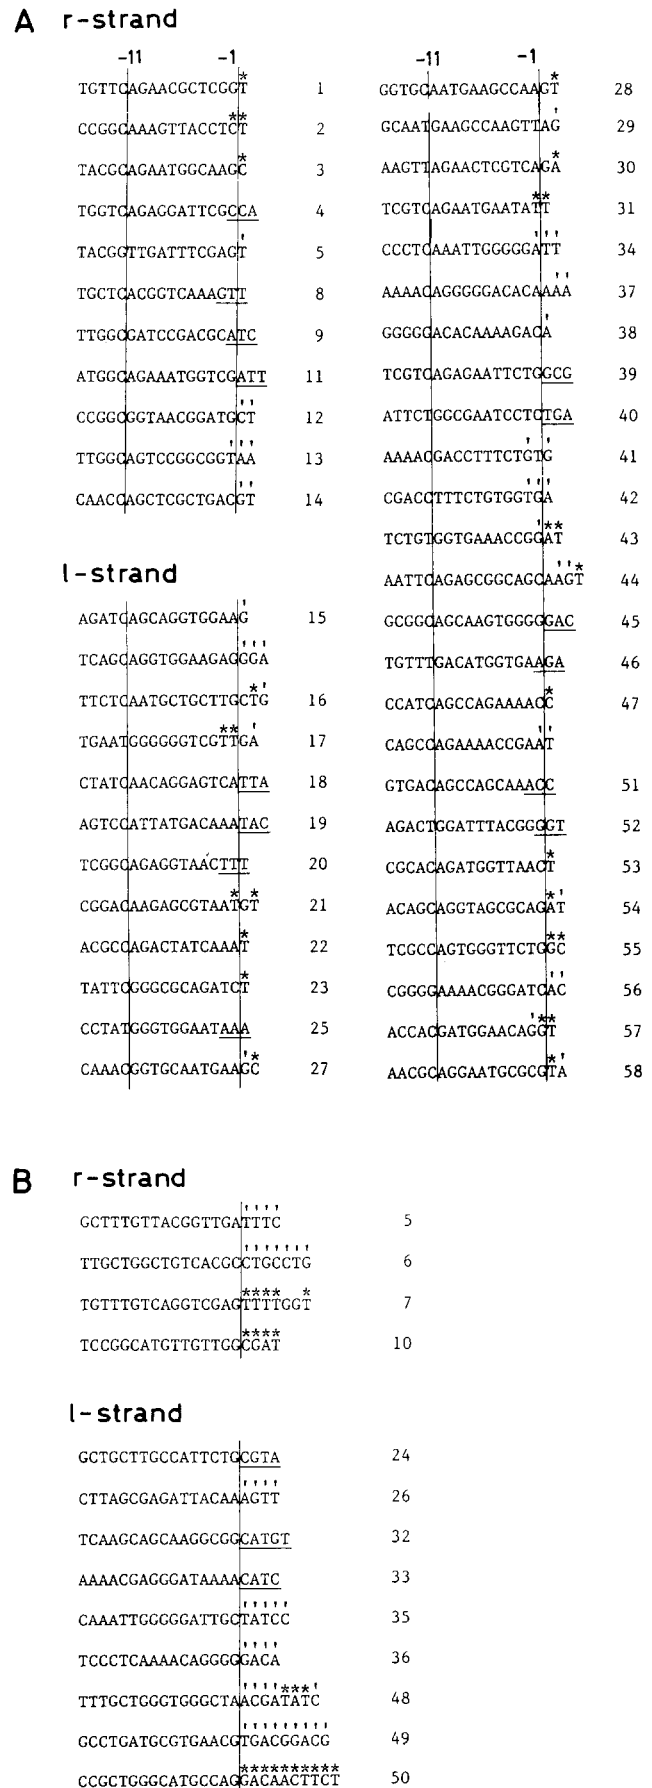 A r-strand
-11 -1
TGTTCAGAACGCTCGGT 1
CCGGCAAAGTTACCTCT 2
TACGCAGAATGGCAAGC 3
TGGTCAGAGGATTCGCCA 4
TACGGTTGATTTCGAGT 5
TGCTCACGGTCAAAGTT 8
TTGGCGATCCGACGCATC 9
ATGGCAGAAATGGTCGATT 11
CCGGCGGTAACGGATGCT 12
TTGGCAGTCCGGCGGTAA 13
CAACCAGCTCGCTGACGT 14
l-strand
AGATCAGCAGGTGGAAG 15
TCAGCAGGTGGAAGAGGGA
TTCTCAATGCTGCTTGCTG 16
TGAATGGGGGGTCGTTGA 17
CTATCAACAGGAGTCATTA 18
AGTCCATTATGACAAATAC 19
TCGGCAGAGGTAACTTT 20
CGGACAAGAGCGTAATGT 21
ACGCCAGACTATCAAAT 22
TATTCGGGCGCAGATCT 23
CCTATGGGTGGAATAAA 25
CAAACGGTGCAATGAAGC 27
-11 -1
GGTGCAATGAAGCCAAGT 28
GCAATGAAGCCAAGTTAG 29
AAGTTAGAACTCGTCAGA 30
TCGTCAGAATGAATATT 31
CCCTCAAATTGGGGGATT 34
AAAACAGGGGGACACAAAA 37
GGGGGACACAAAAGACA 38
TCGTCAGAGAATTCTGGCG 39
ATTCTGGCGAATCCTCTGA 40
AAAACGACCTTTCTGTG 41
CGACCTTTCTGTGGTGA 42
TCTGTGGTGAAACCGGAT 43
AATTCAGAGCGGCAGCAAGT 44
GCGGCAGCAAGTGGGGGAC 45
TGTTTGACATGGTGAAGA 46
CCATCAGCCAGAAAACC 47
CAGCCAGAAAACCGAAT
GTGACAGCCAGCAAACC 51
AGACTGGATTTACGGGGT 52
CGCACAGATGGTTAACT 53
ACAGCAGGTAGCGCAGAT 54
TCGCCAGTGGGTTCTGGC 55
CGGGGAAAACGGGATCAC 56
ACCACGATGGAACAGGT 57
AACGCAGGAATGCGCGTA 58
B r-strand
GCTTTGTTACGGTTGATTTC 5
TTGCTGGCTGTCACGCCTGCCTG 6
TGTTTGTCAGGTCGAGTTTTGGT 7
TCCGGCATGTTGTTGGCGAT 10
l-strand
GCTGCTTGCCATTCTGCGTA 24
CTTAGCGAGATTACAAAGTT 26
TCAAGCAGCAAGGCGGCATGT 32
AAAACGAGGGATAAAACATC 33
CAAATTGGGGGATTGCTATCC 35
TCCCTCAAAACAGGGGGACA 36
TTTGCTGGGTGGGCTAACGATATC 48
GCCTGATGCGTGAACGTGACGGACG 49
CCGCTGGGCATGCCAGGACAACTTCT 50